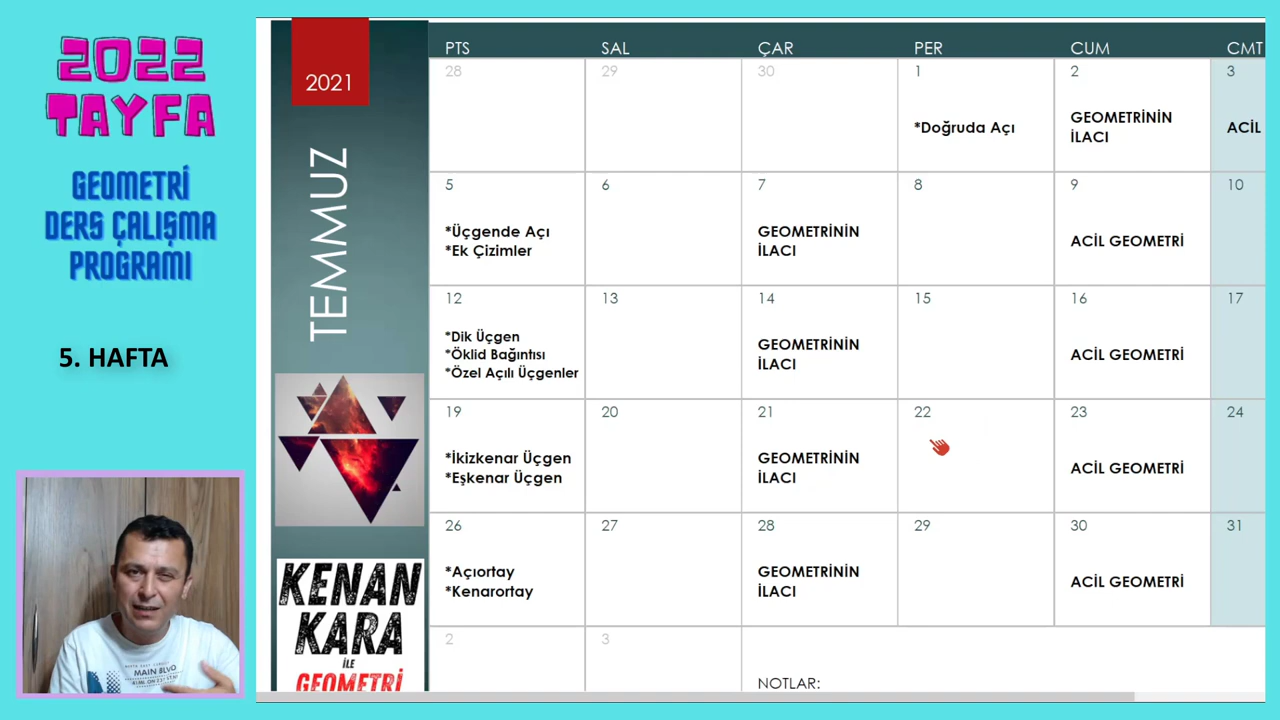 2022
TAYFA
GEOMETRİ
DERS ÇALIŞMA
PROGRAMI
5. HAFTA
MAIN BLVD
2021
TEMMUZ
KENAN
KARA
İLE
GEOMETRİ
PTS SAL ÇAR PER CUM CMT
28 29 30 1 2 3
*Doğruda Açı
GEOMETRİNİN
İLACI
ACİL
5 6 7 8 9 10
*Üçgende Açı
*Ek Çizimler
GEOMETRİNİN
İLACI
ACİL GEOMETRİ
12 13 14 15 16 17
*Dik Üçgen
*Öklid Bağıntısı
*Özel Açılı Üçgenler
GEOMETRİNİN
İLACI
ACİL GEOMETRİ
19 20 21 22 23 24
*İkizkenar Üçgen
*Eşkenar Üçgen
GEOMETRİNİN
İLACI
ACİL GEOMETRİ
26 27 28 29 30 31
*Açıortay
*Kenarortay
GEOMETRİNİN
İLACI
ACİL GEOMETRİ
2 3
NOTLAR: